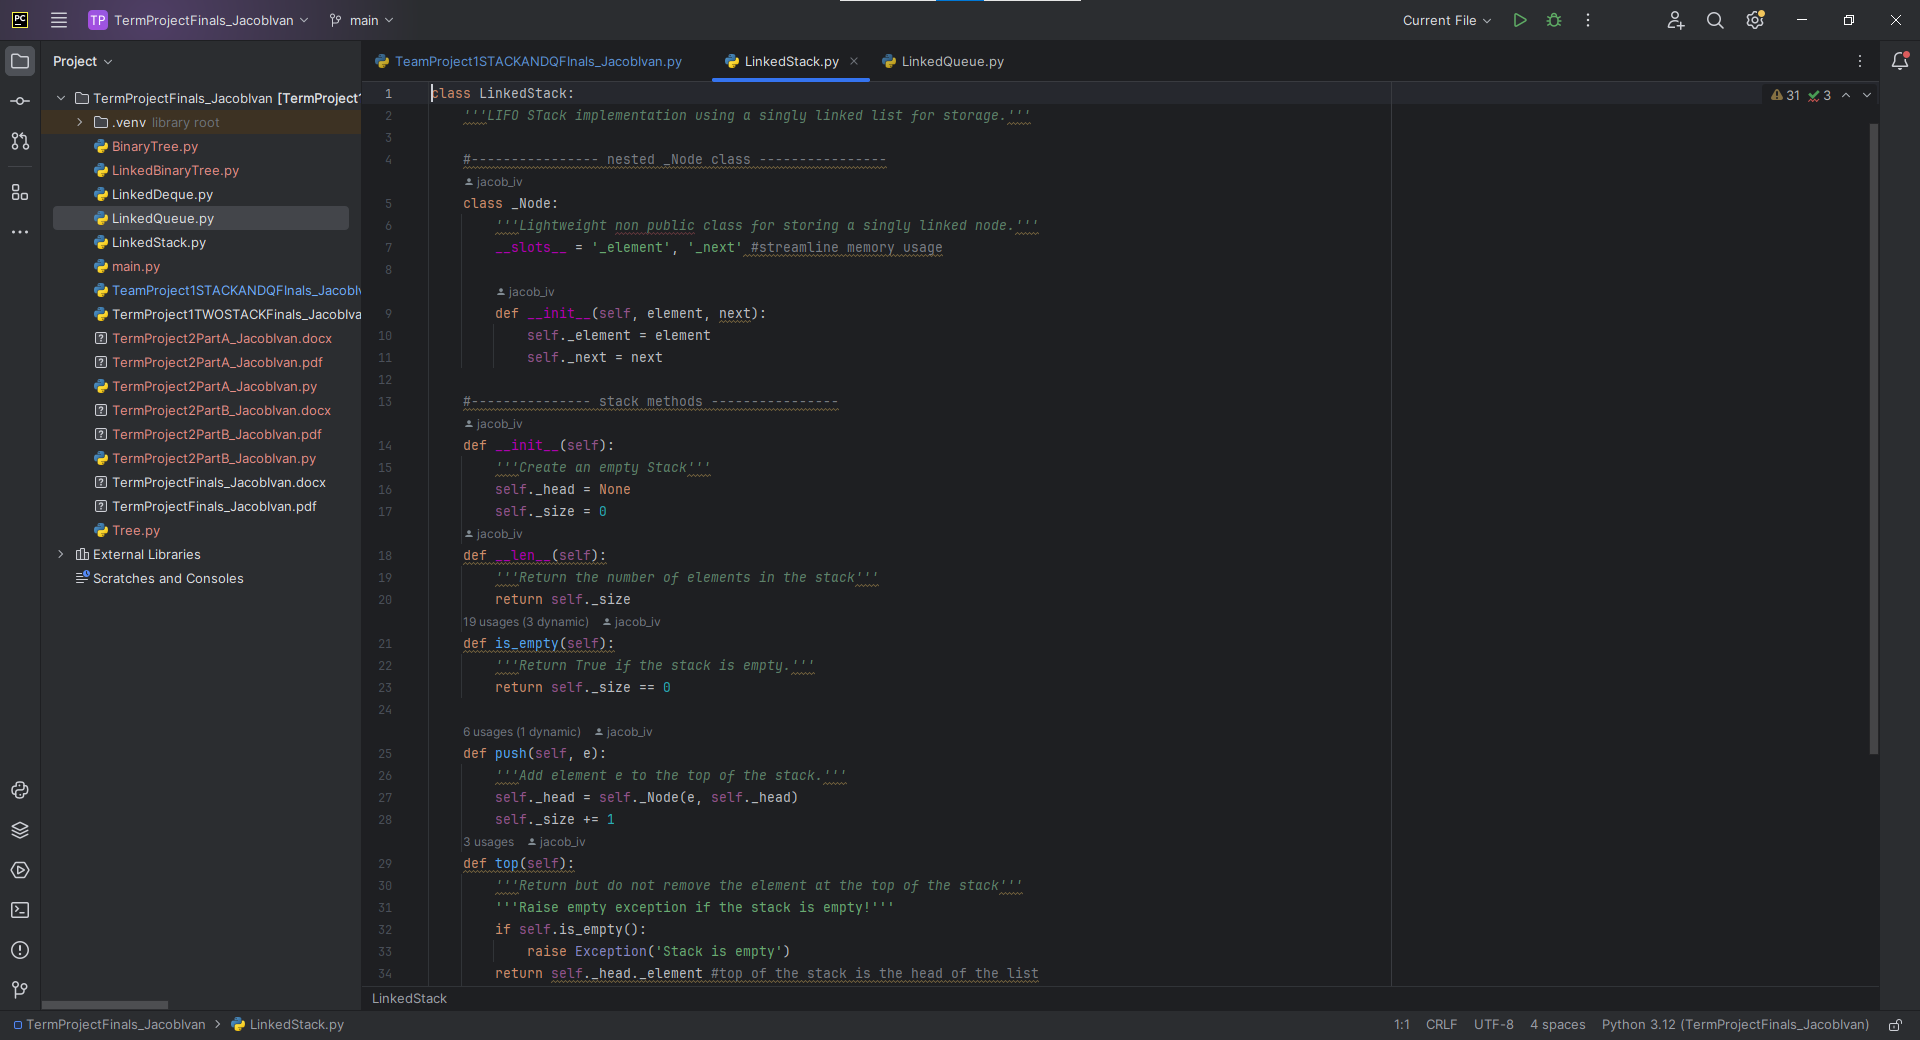 PC
TP TermProjectFinals_JacobIvan main Current File
Project
TermProjectFinals_JacobIvan [TermProject1
.venv library root
BinaryTree.py
LinkedBinaryTree.py
LinkedDeque.py
LinkedQueue.py
LinkedStack.py
main.py
TeamProject1STACKANDQFInals_JacobIv
TermProject1TWOSTACKFinals_JacobIva
TermProject2PartA_JacobIvan.docx
TermProject2PartA_JacobIvan.pdf
TermProject2PartA_JacobIvan.py
TermProject2PartB_JacobIvan.docx
TermProject2PartB_JacobIvan.pdf
TermProject2PartB_JacobIvan.py
TermProjectFinals_JacobIvan.docx
TermProjectFinals_JacobIvan.pdf
Tree.py
External Libraries
Scratches and Consoles
TeamProject1STACKANDQFInals_JacobIvan.py LinkedStack.py LinkedQueue.py
31 3
1 class LinkedStack:
2 '''LIFO STack implementation using a singly linked list for storage.'''
3
4 #---------------- nested _Node class ----------------
jacob_iv
5 class _Node:
6 '''Lightweight non public class for storing a singly linked node.'''
7 __slots__ = '_element', '_next' #streamline memory usage
8
jacob_iv
9 def __init__(self, element, next):
10 self._element = element
11 self._next = next
12
13 #--------------- stack methods ----------------
jacob_iv
14 def __init__(self):
15 '''Create an empty Stack'''
16 self._head = None
17 self._size = 0
jacob_iv
18 def __len__(self):
19 '''Return the number of elements in the stack'''
20 return self._size
19 usages (3 dynamic) jacob_iv
21 def is_empty(self):
22 '''Return True if the stack is empty.'''
23 return self._size == 0
24
6 usages (1 dynamic) jacob_iv
25 def push(self, e):
26 '''Add element e to the top of the stack.'''
27 self._head = self._Node(e, self._head)
28 self._size += 1
3 usages jacob_iv
29 def top(self):
30 '''Return but do not remove the element at the top of the stack'''
31 '''Raise empty exception if the stack is empty!'''
32 if self.is_empty():
33 raise Exception('Stack is empty')
34 return self._head._element #top of the stack is the head of the list
LinkedStack
TermProjectFinals_JacobIvan LinkedStack.py 1:1 CRLF UTF-8 4 spaces Python 3.12 (TermProjectFinals_JacobIvan)